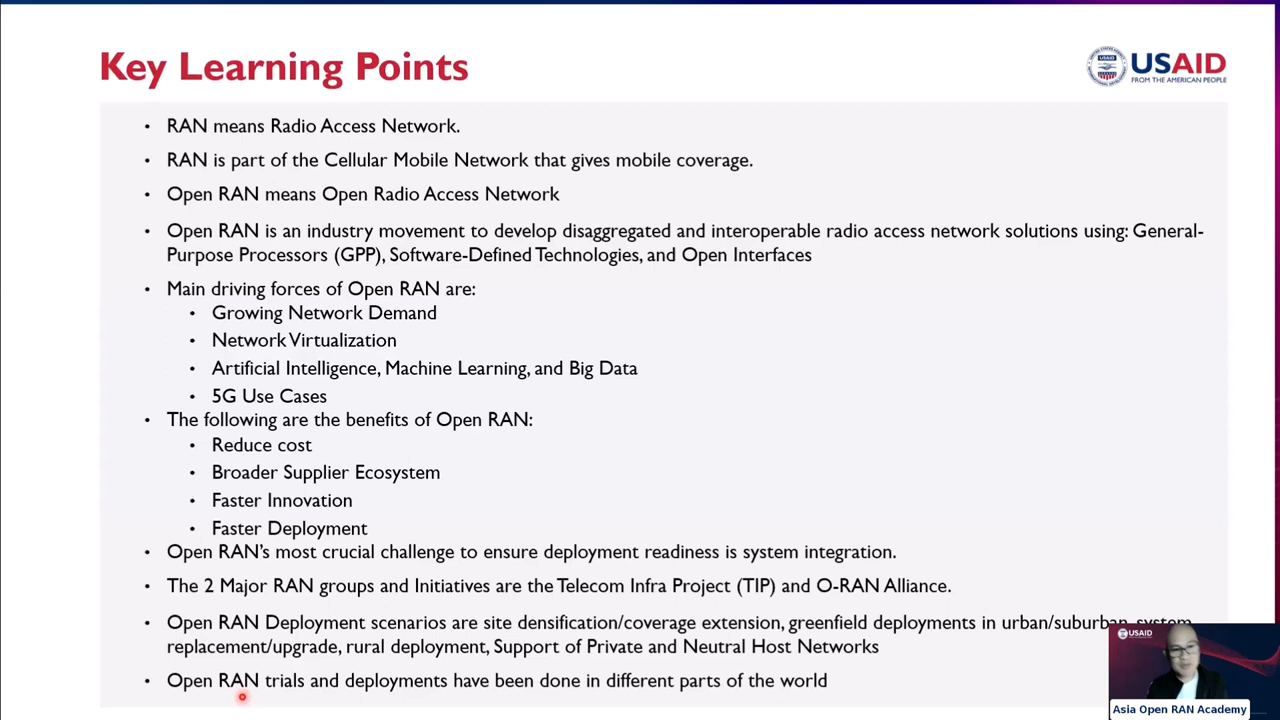 Key Learning Points
USAID
FROM THE AMERICAN PEOPLE
• RAN means Radio Access Network.
• RAN is part of the Cellular Mobile Network that gives mobile coverage.
• Open RAN means Open Radio Access Network
• Open RAN is an industry movement to develop disaggregated and interoperable radio access network solutions using: General-
Purpose Processors (GPP), Software-Defined Technologies, and Open Interfaces
• Main driving forces of Open RAN are:
• Growing Network Demand
• Network Virtualization
• Artificial Intelligence, Machine Learning, and Big Data
• 5G Use Cases
• The following are the benefits of Open RAN:
• Reduce cost
• Broader Supplier Ecosystem
• Faster Innovation
• Faster Deployment
• Open RAN's most crucial challenge to ensure deployment readiness is system integration.
• The 2 Major RAN groups and Initiatives are the Telecom Infra Project (TIP) and O-RAN Alliance.
• Open RAN Deployment scenarios are site densification/coverage extension, greenfield deployments in urban/suburban, system
replacement/upgrade, rural deployment, Support of Private and Neutral Host Networks
• Open RAN trials and deployments have been done in different parts of the world
USAID
Asia Open RAN Academy